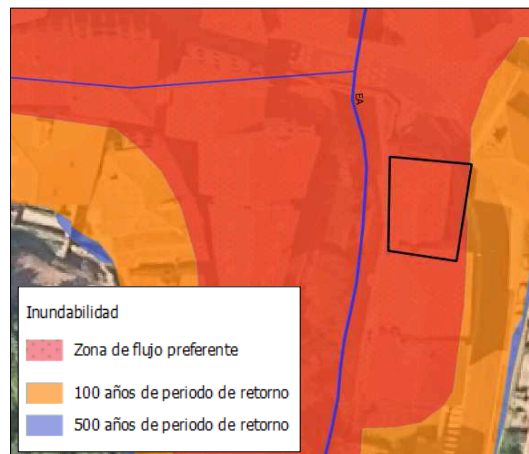 EA
Inundabilidad
Zona de flujo preferente
100 años de periodo de retorno
500 años de periodo de retorno